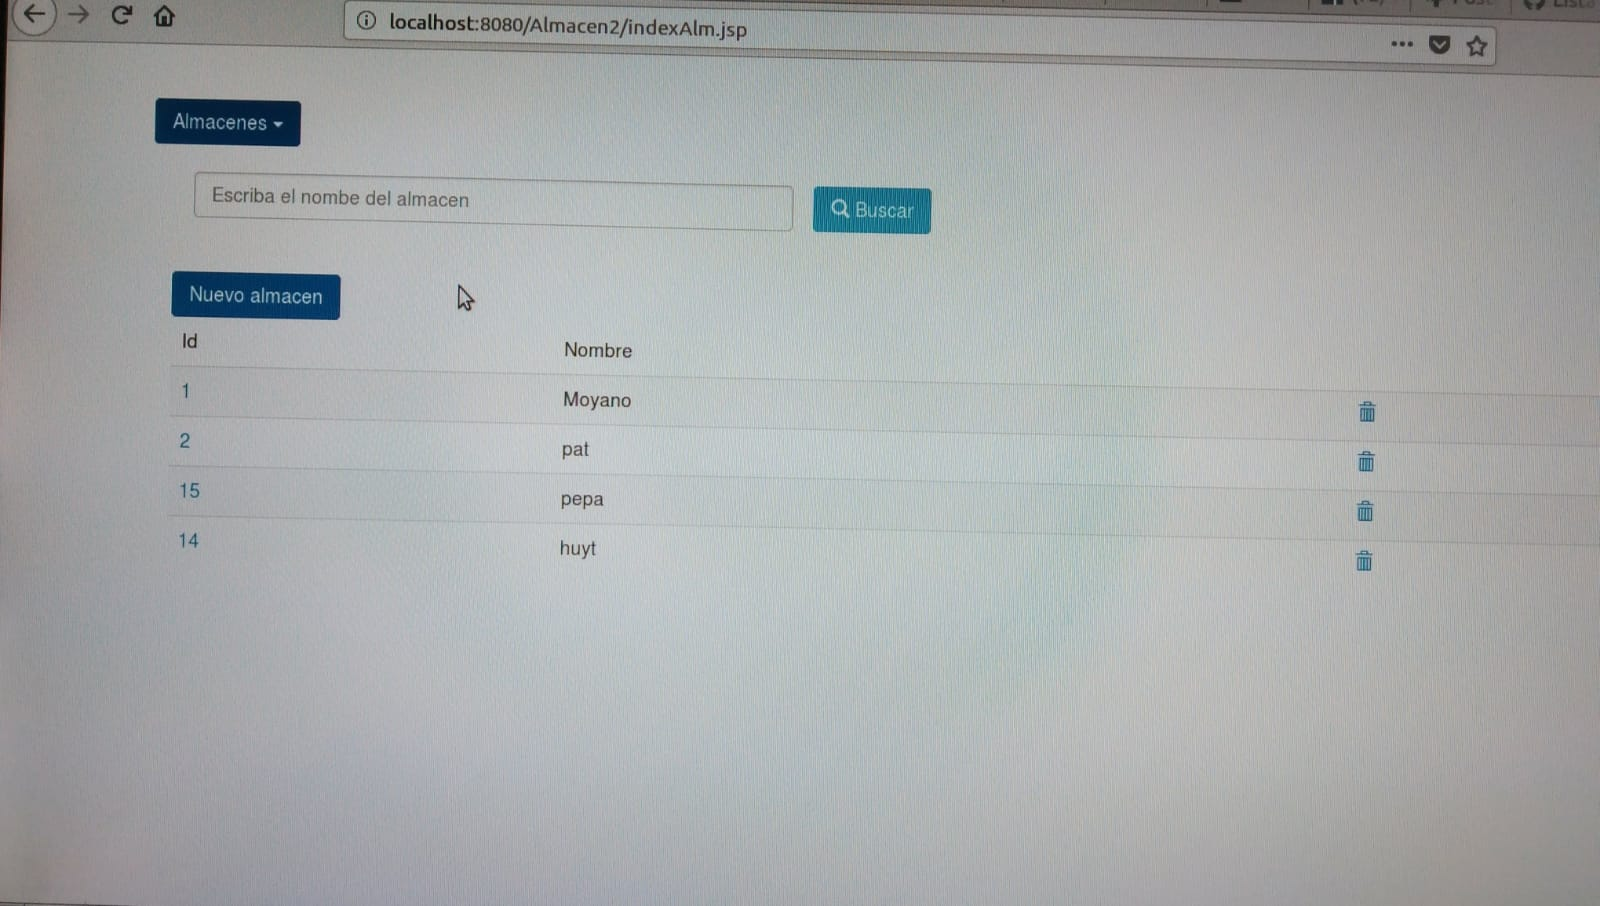 localhost:8080/Almacen2/indexAlm.jsp
Almacenes
Escriba el nombe del almacen
Buscar
Nuevo almacen
Id Nombre
1 Moyano
2 pat
15 pepa
14 huyt